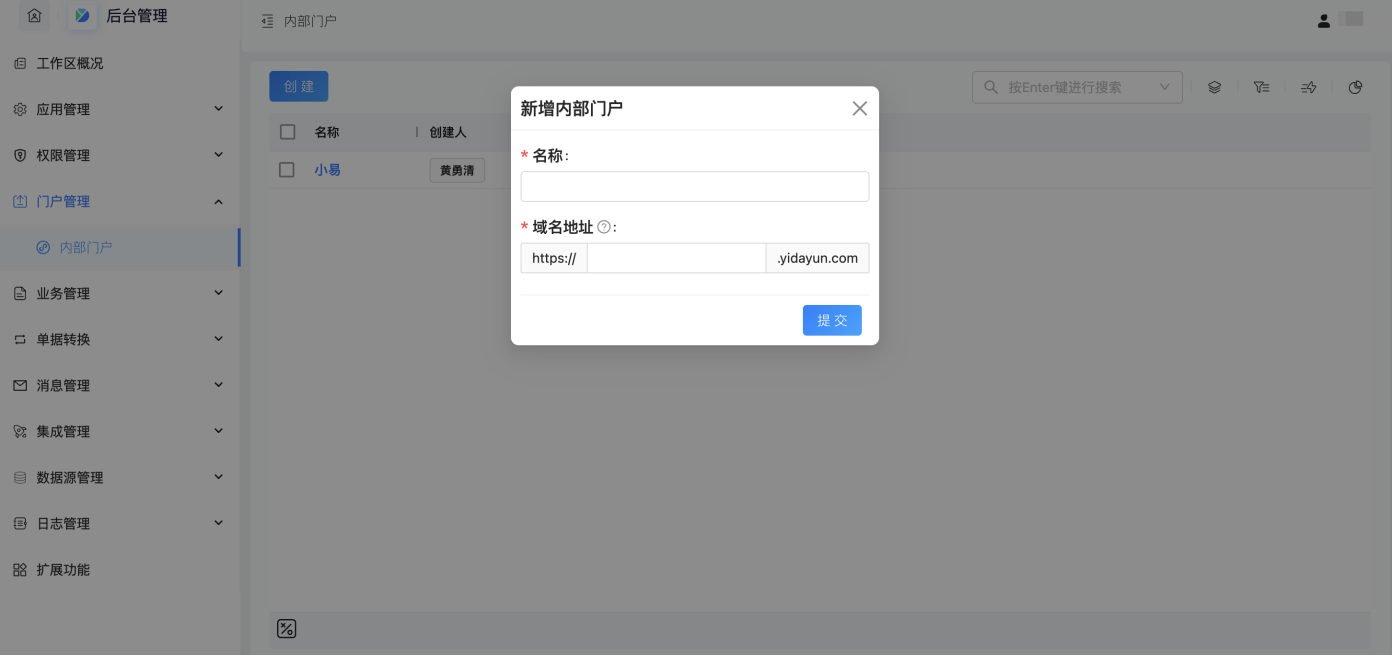 后台管理
内部门户
工作区概况
应用管理
权限管理
门户管理
内部门户
业务管理
单据转换
消息管理
集成管理
数据源管理
日志管理
扩展功能
创 建
按Enter键进行搜索
名称
创建人
小易
黄勇清
新增内部门户
* 名称:
* 域名地址 ? :
https://
.yidayun.com
提 交